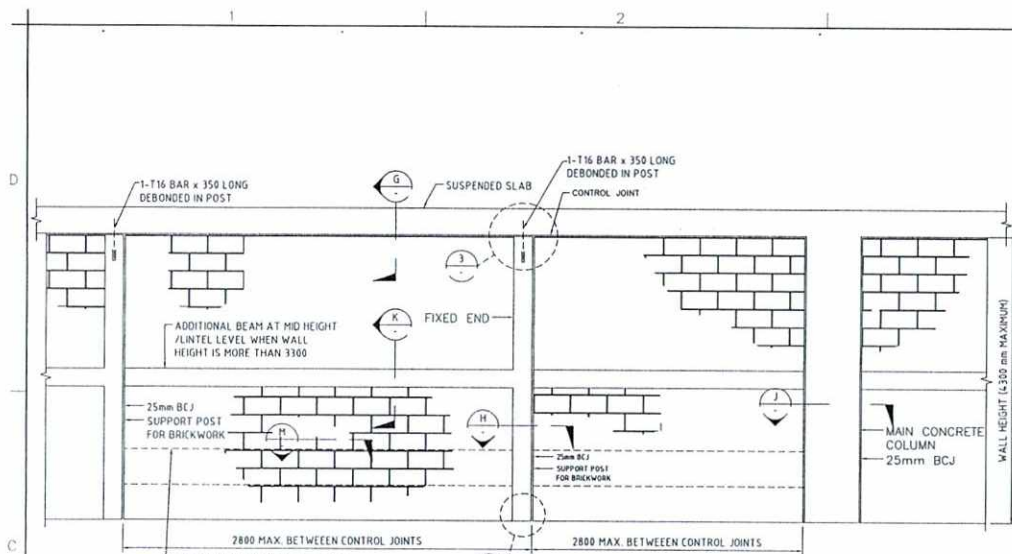 1
2
D
1-T16 BAR x 350 LONG
DEBONDED IN POST
G
-
SUSPENDED SLAB
1-T16 BAR x 350 LONG
DEBONDED IN POST
CONTROL JOINT
3
-
K
-
FIXED END
ADDITIONAL BEAM AT MID HEIGHT
/LINTEL LEVEL WHEN WALL
HEIGHT IS MORE THAN 3300
WALL HEIGHT (4300 mm MAXIMUM)
25mm BCJ
SUPPORT POST
FOR BRICKWORK
M
-
H
-
J
-
25mm BCJ
SUPPORT POST
FOR BRICKWORK
MAIN CONCRETE
COLUMN
25mm BCJ
C
2800 MAX. BETWEEEN CONTROL JOINTS
2800 MAX. BETWEEEN CONTROL JOINTS